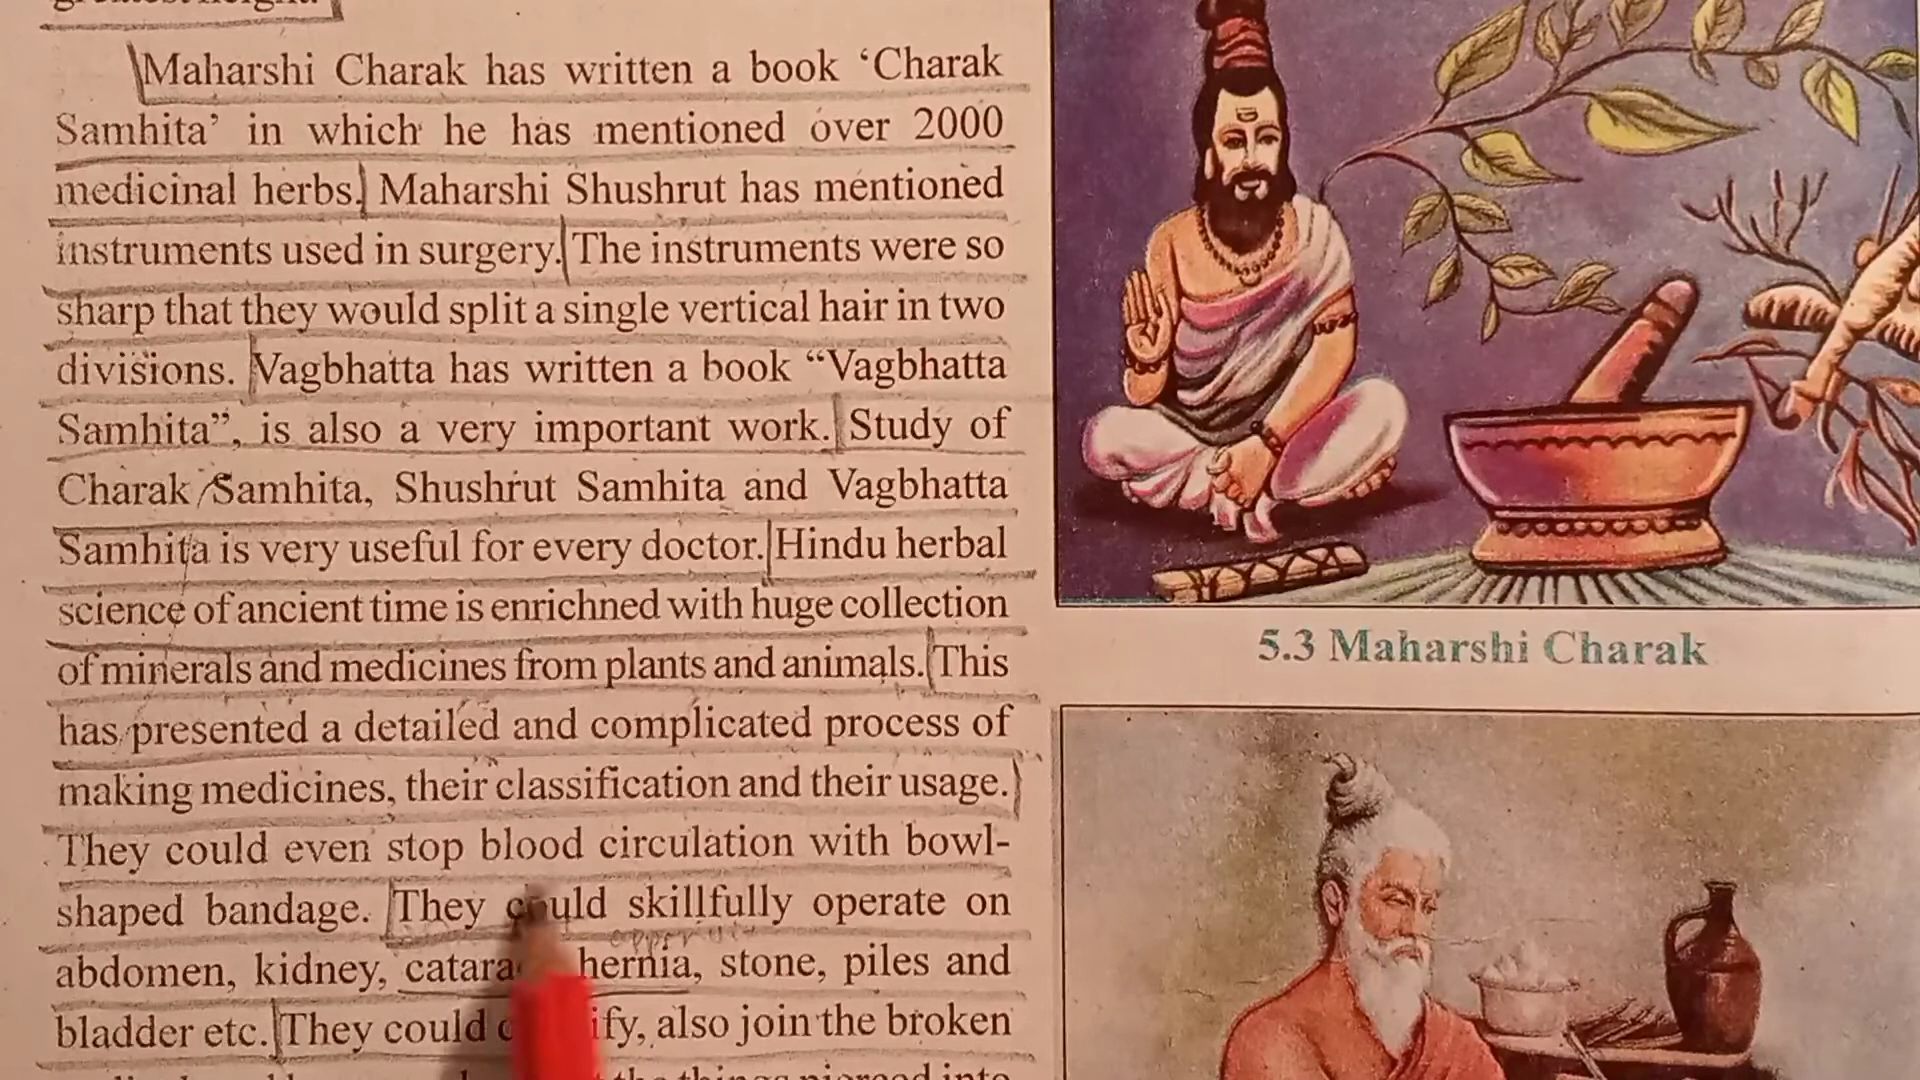 greatest height.
Maharshi Charak has written a book ‘Charak
Samhita’ in which he has mentioned over 2000
medicinal herbs. Maharshi Shushrut has mentioned
instruments used in surgery. The instruments were so
sharp that they would split a single vertical hair in two
divisions. Vagbhatta has written a book “Vagbhatta
Samhita”, is also a very important work. Study of
Charak Samhita, Shushrut Samhita and Vagbhatta
Samhita is very useful for every doctor. Hindu herbal
science of ancient time is enrichned with huge collection
of minerals and medicines from plants and animals. This
has presented a detailed and complicated process of
making medicines, their classification and their usage.
They could even stop blood circulation with bowl-
shaped bandage. They could skillfully operate on
abdomen, kidney, hernia, stone, piles and
bladder etc. They could also join the broken
the things pierced into
5.3 Maharshi Charak